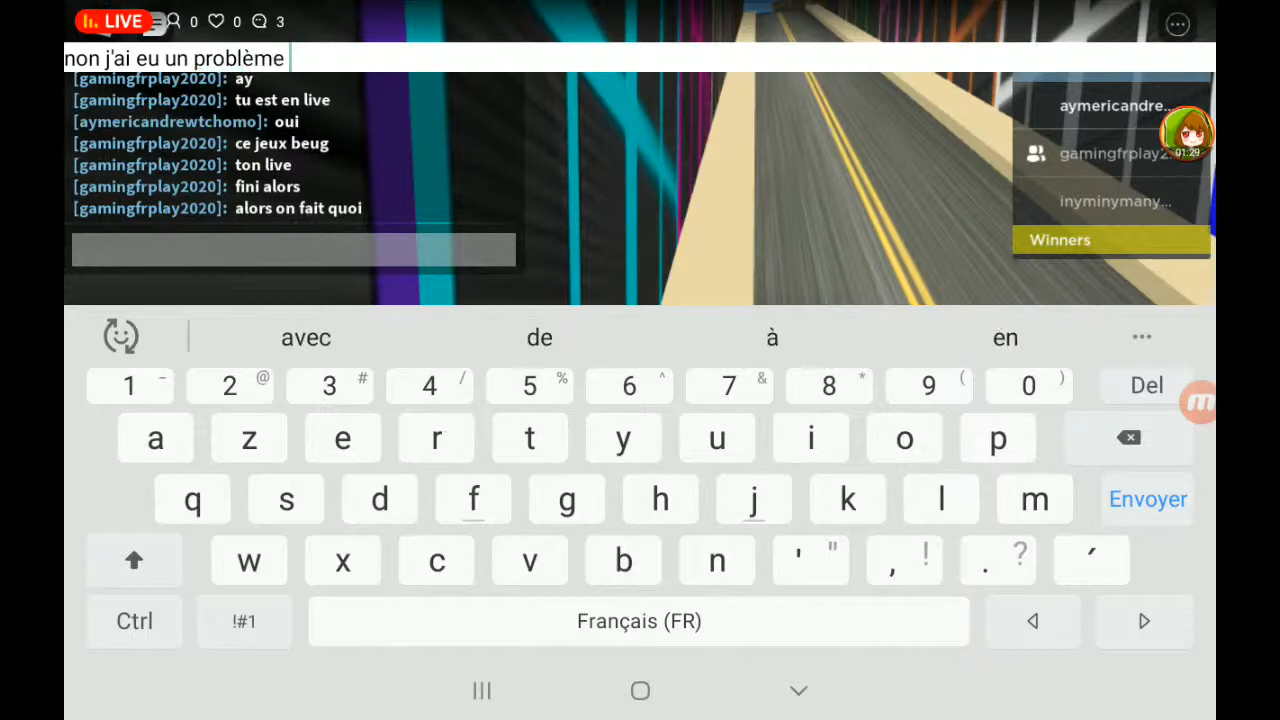 LIVE 0 0 3
non j'ai eu un problème
[gamingfrplay2020]: ay
[gamingfrplay2020]: tu est en live
[aymericandrewtchomo]: oui
[gamingfrplay2020]: ce jeux beug
[gamingfrplay2020]: ton live
[gamingfrplay2020]: fini alors
[gamingfrplay2020]: alors on fait quoi
aymericandre...
gamingfrplay2...
01:29
inyminymany...
Winners
avec de à en ...
1 - 2 @ 3 # 4 / 5 % 6 ^ 7 & 8 * 9 ( 0 ) Del
a z e r t y u i o p
q s d f g h j k l m Envoyer
w x c v b n ' " , ! . ? ´
Ctrl !#1 Français (FR)